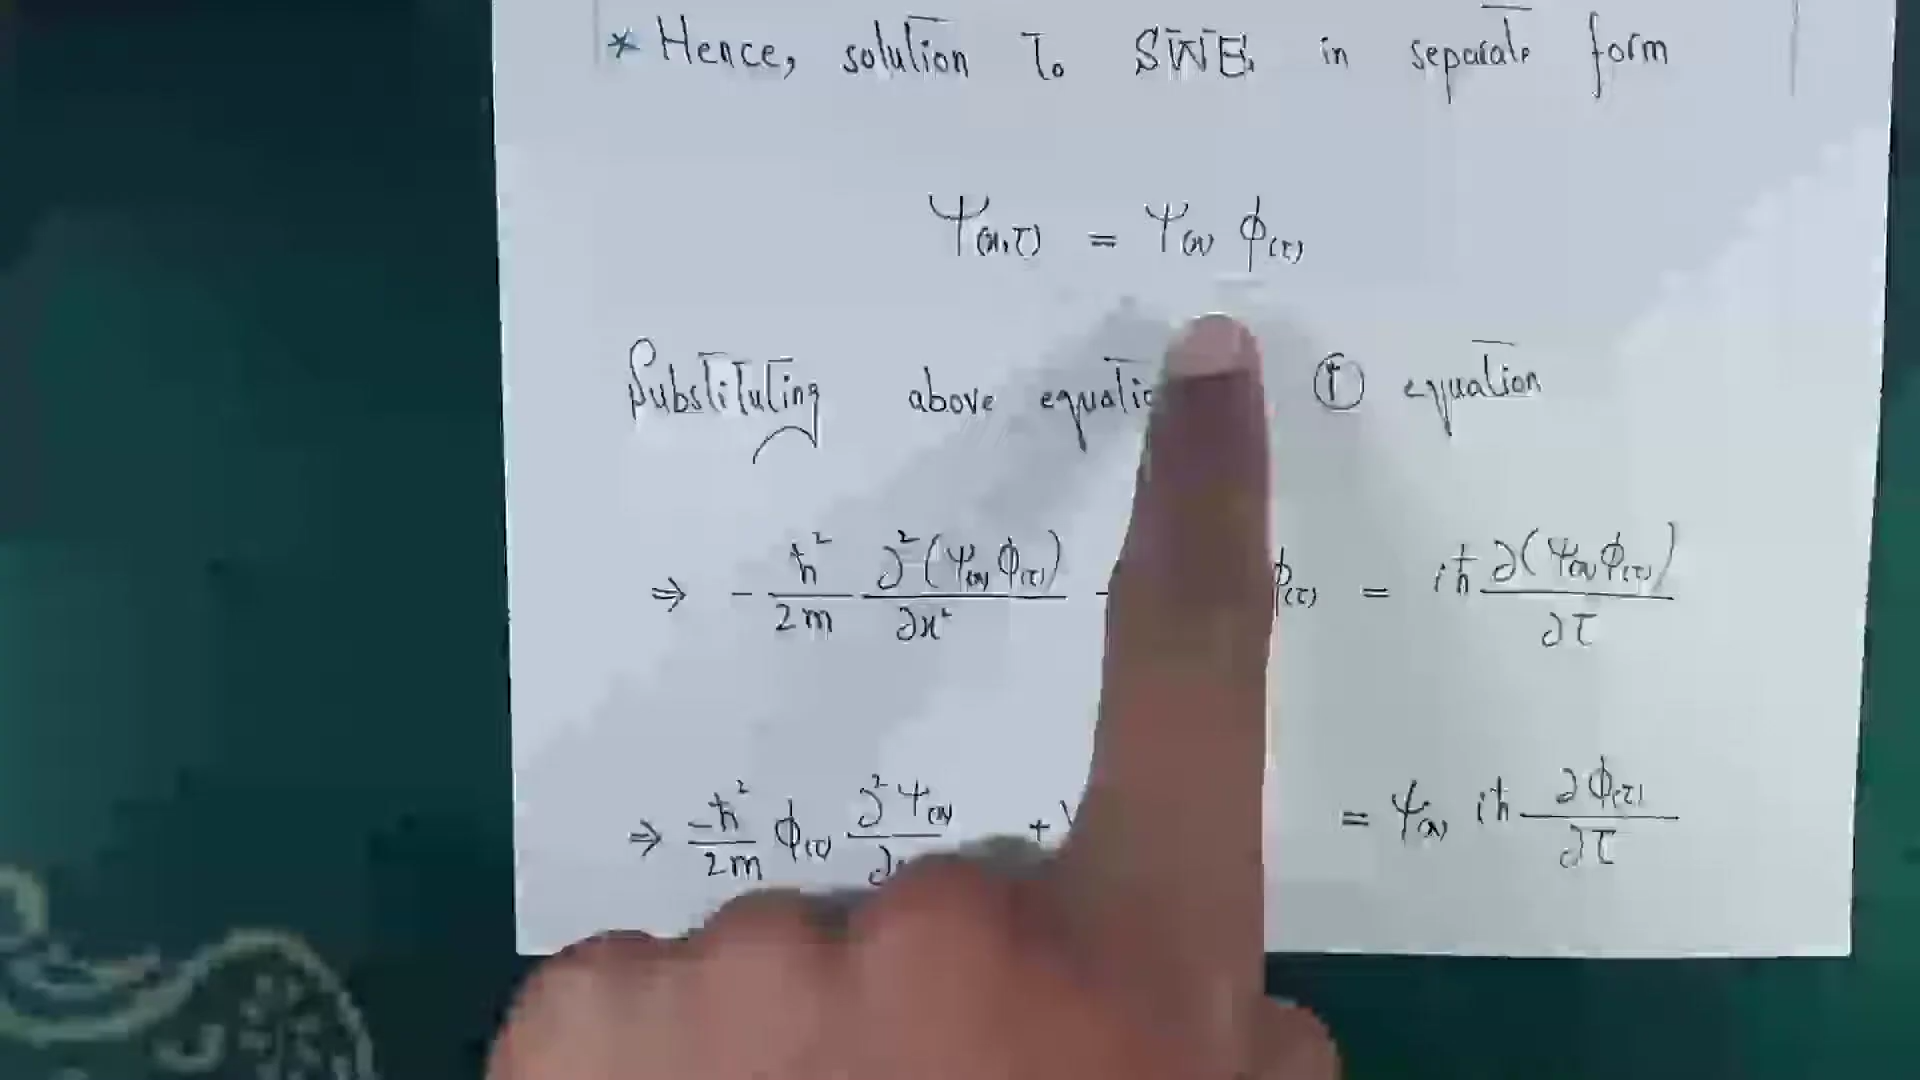 * Hence, solution To SWE in separate form
Ψ(x,t) = Ψ(x) ϕ(t)
Substituting above equatio ① equation
⇒ - ħ²/2m ∂²(Ψ(x) ϕ(t))/∂x² ϕ(t) = iħ ∂(Ψ(x) ϕ(t))/∂t
⇒ -ħ²/2m ϕ(t) ∂²Ψ(x)/∂ + = Ψ(x) iħ ∂ϕ(t)/∂t